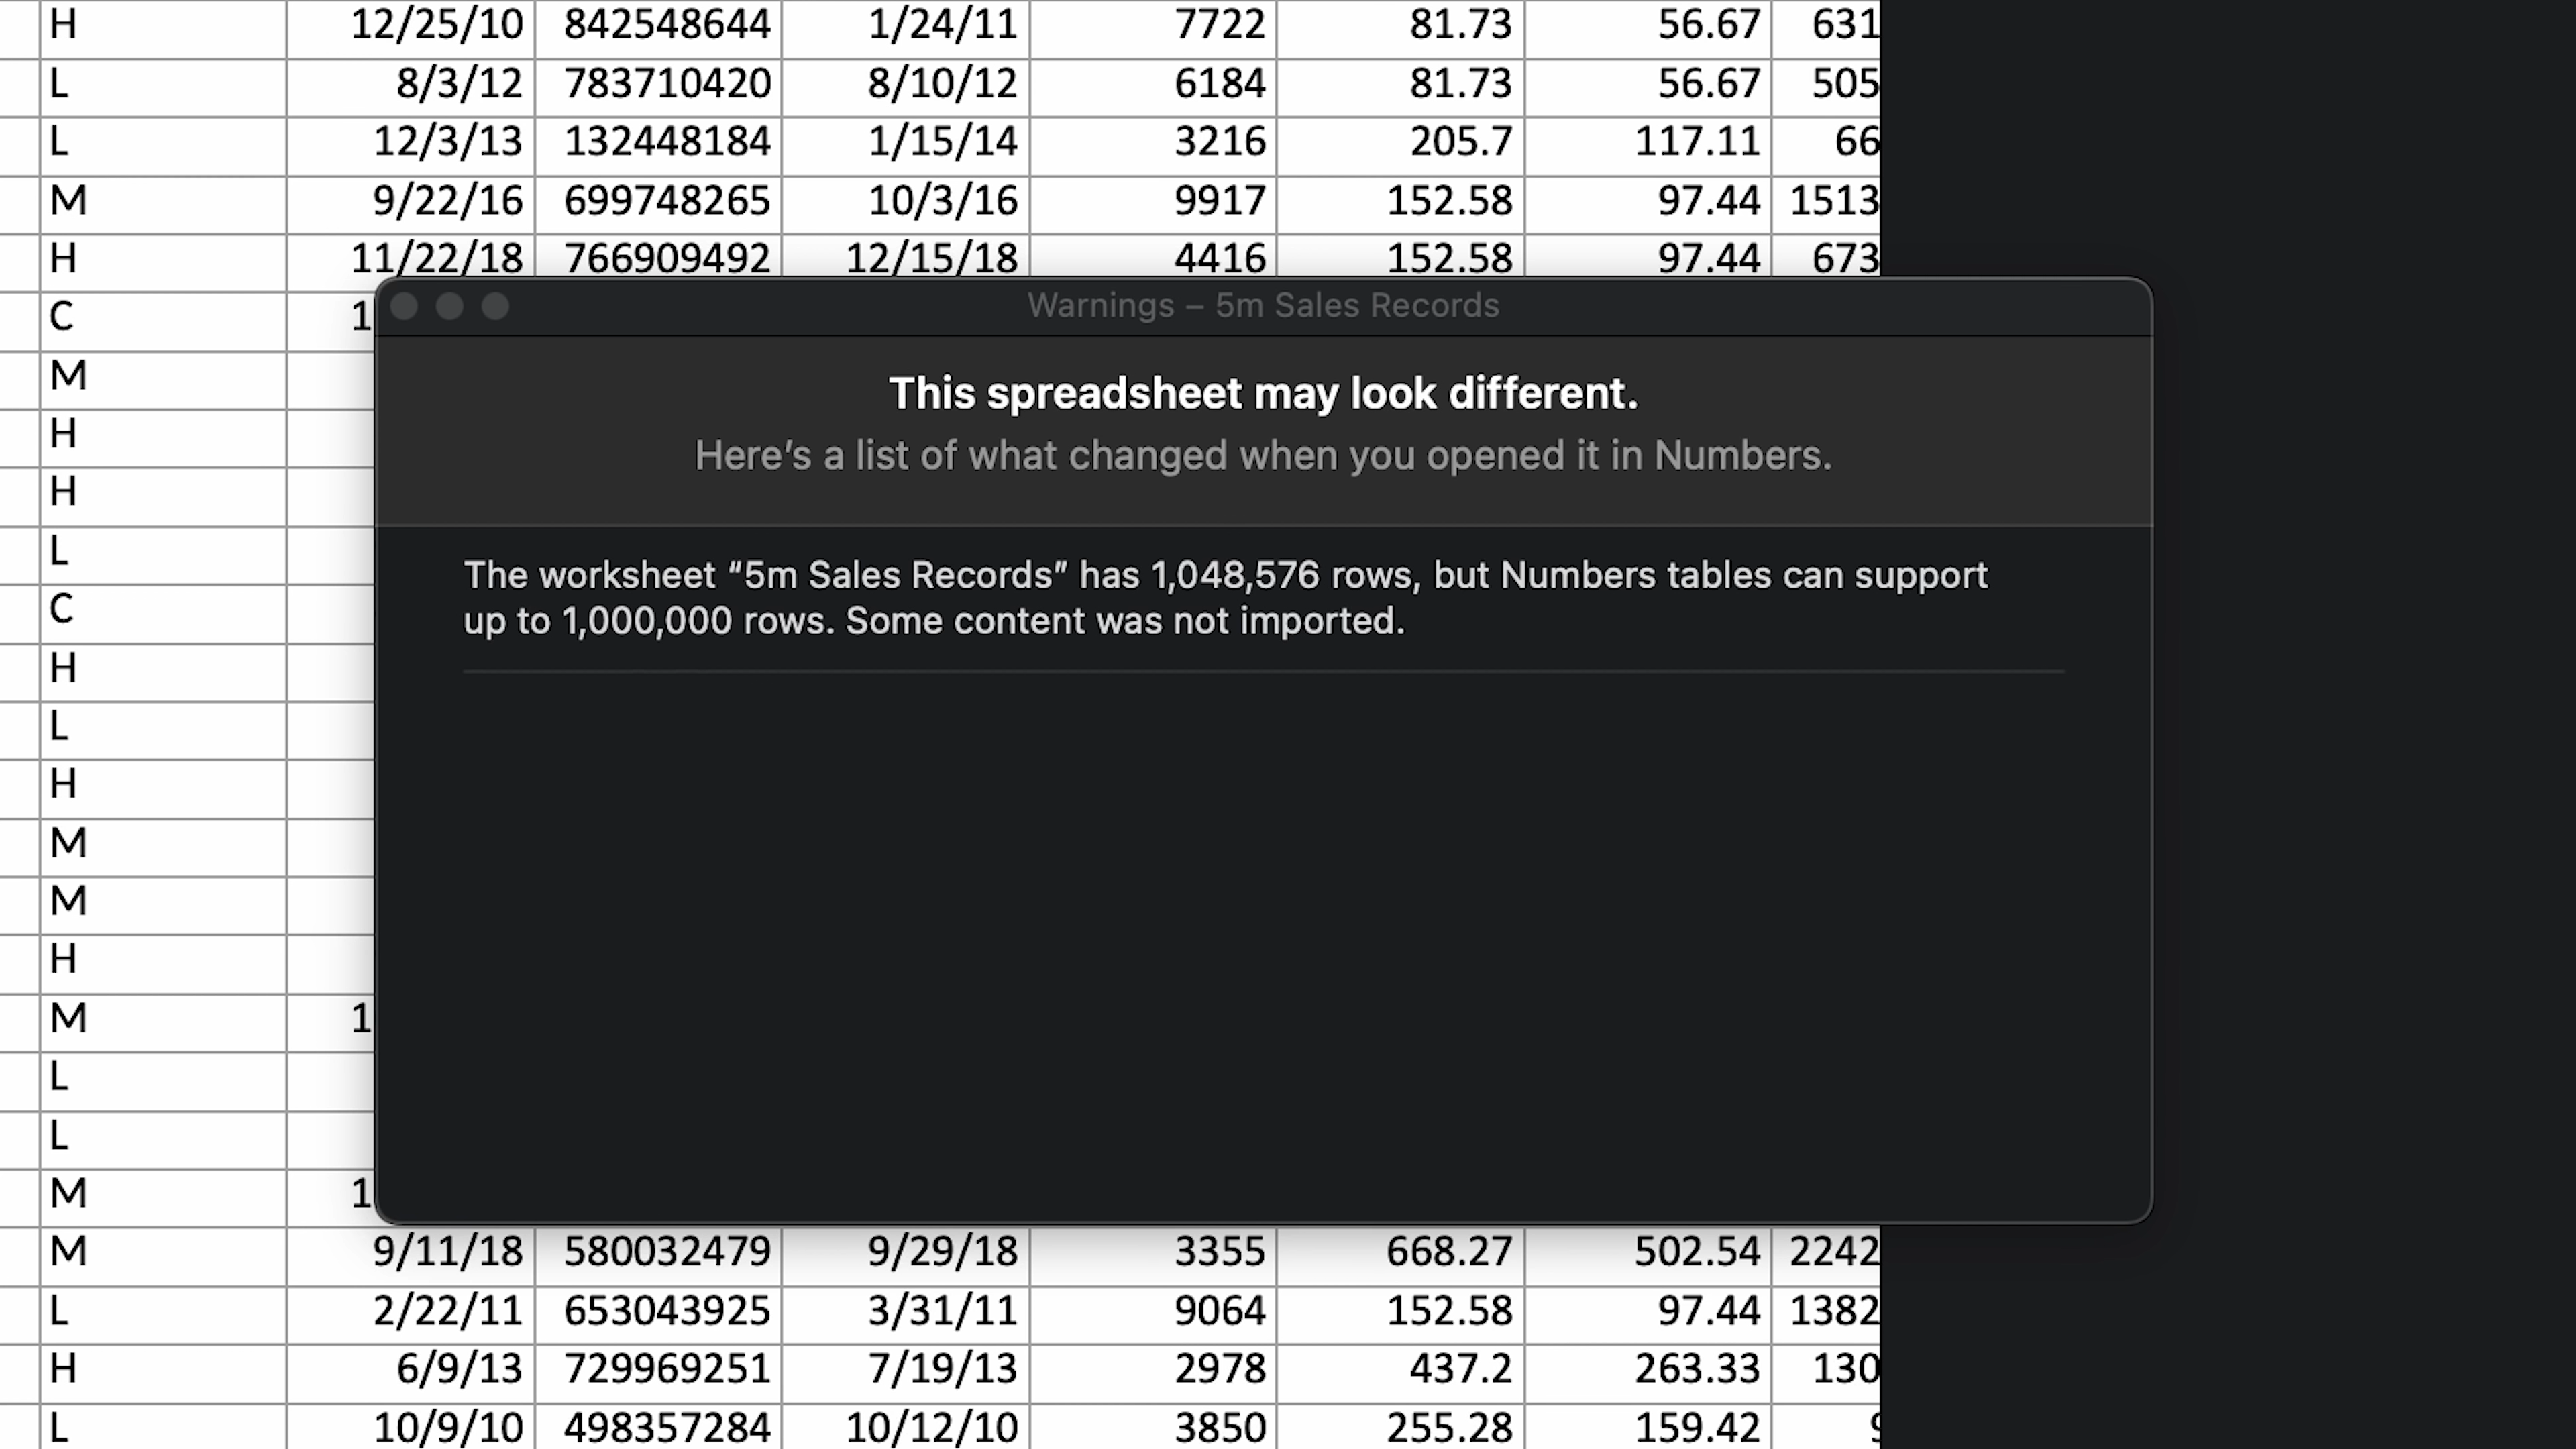 H 12/25/10 842548644 1/24/11 7722 81.73 56.67 631
L 8/3/12 783710420 8/10/12 6184 81.73 56.67 505
L 12/3/13 132448184 1/15/14 3216 205.7 117.11 66
M 9/22/16 699748265 10/3/16 9917 152.58 97.44 1513
H 11/22/18 766909492 12/15/18 4416 152.58 97.44 673
C 1
Warnings – 5m Sales Records
M
This spreadsheet may look different.
H
Here’s a list of what changed when you opened it in Numbers.
H
L
The worksheet “5m Sales Records” has 1,048,576 rows, but Numbers tables can support
C
up to 1,000,000 rows. Some content was not imported.
H
L
H
M
M
H
M 1
L
L
M 1
M 9/11/18 580032479 9/29/18 3355 668.27 502.54 2242
L 2/22/11 653043925 3/31/11 9064 152.58 97.44 1382
H 6/9/13 729969251 7/19/13 2978 437.2 263.33 130
L 10/9/10 498357284 10/12/10 3850 255.28 159.42